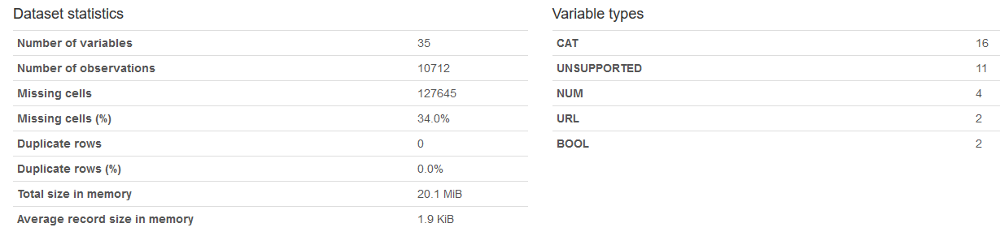 Dataset statistics
Number of variables 35
Number of observations 10712
Missing cells 127645
Missing cells (%) 34.0%
Duplicate rows 0
Duplicate rows (%) 0.0%
Total size in memory 20.1 MiB
Average record size in memory 1.9 KiB
Variable types
CAT 16
UNSUPPORTED 11
NUM 4
URL 2
BOOL 2